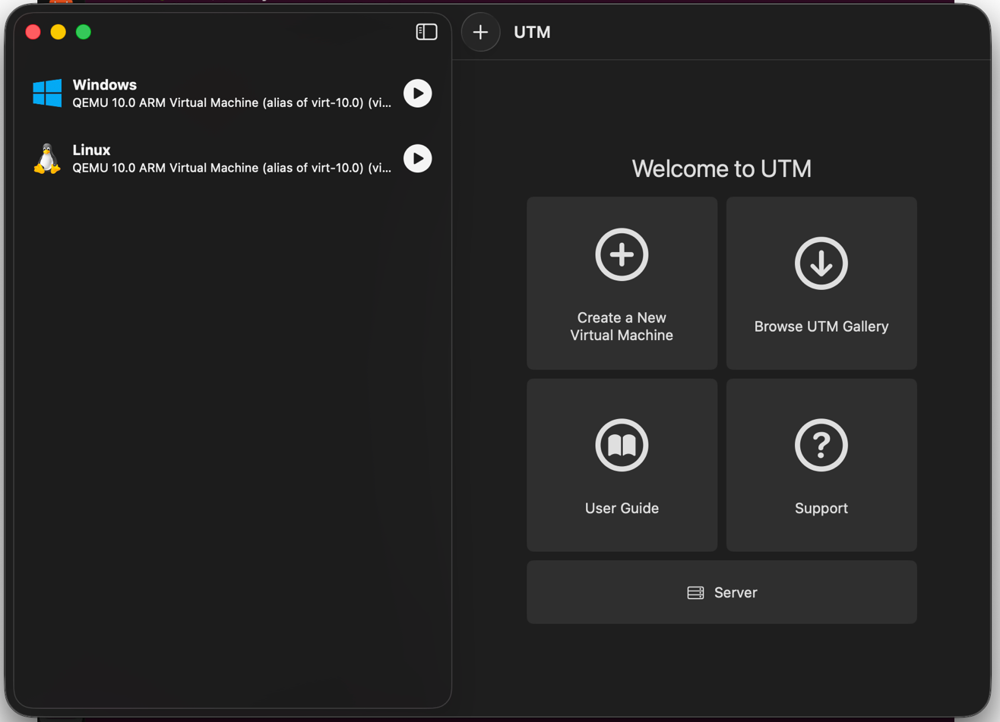 UTM
Windows
QEMU 10.0 ARM Virtual Machine (alias of virt-10.0) (vi...
Linux
QEMU 10.0 ARM Virtual Machine (alias of virt-10.0) (vi...
Welcome to UTM
Create a New
Virtual Machine
Browse UTM Gallery
User Guide
Support
Server